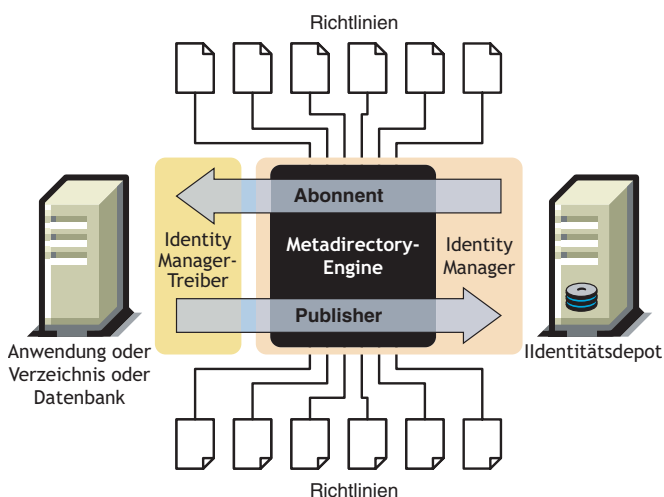 Richtlinien
Abonnent
Identity
Manager-
Treiber
Metadirectory-
Engine
Identity
Manager
Publisher
Anwendung oder
Verzeichnis oder
Datenbank
IIdentitätsdepot
Richtlinien